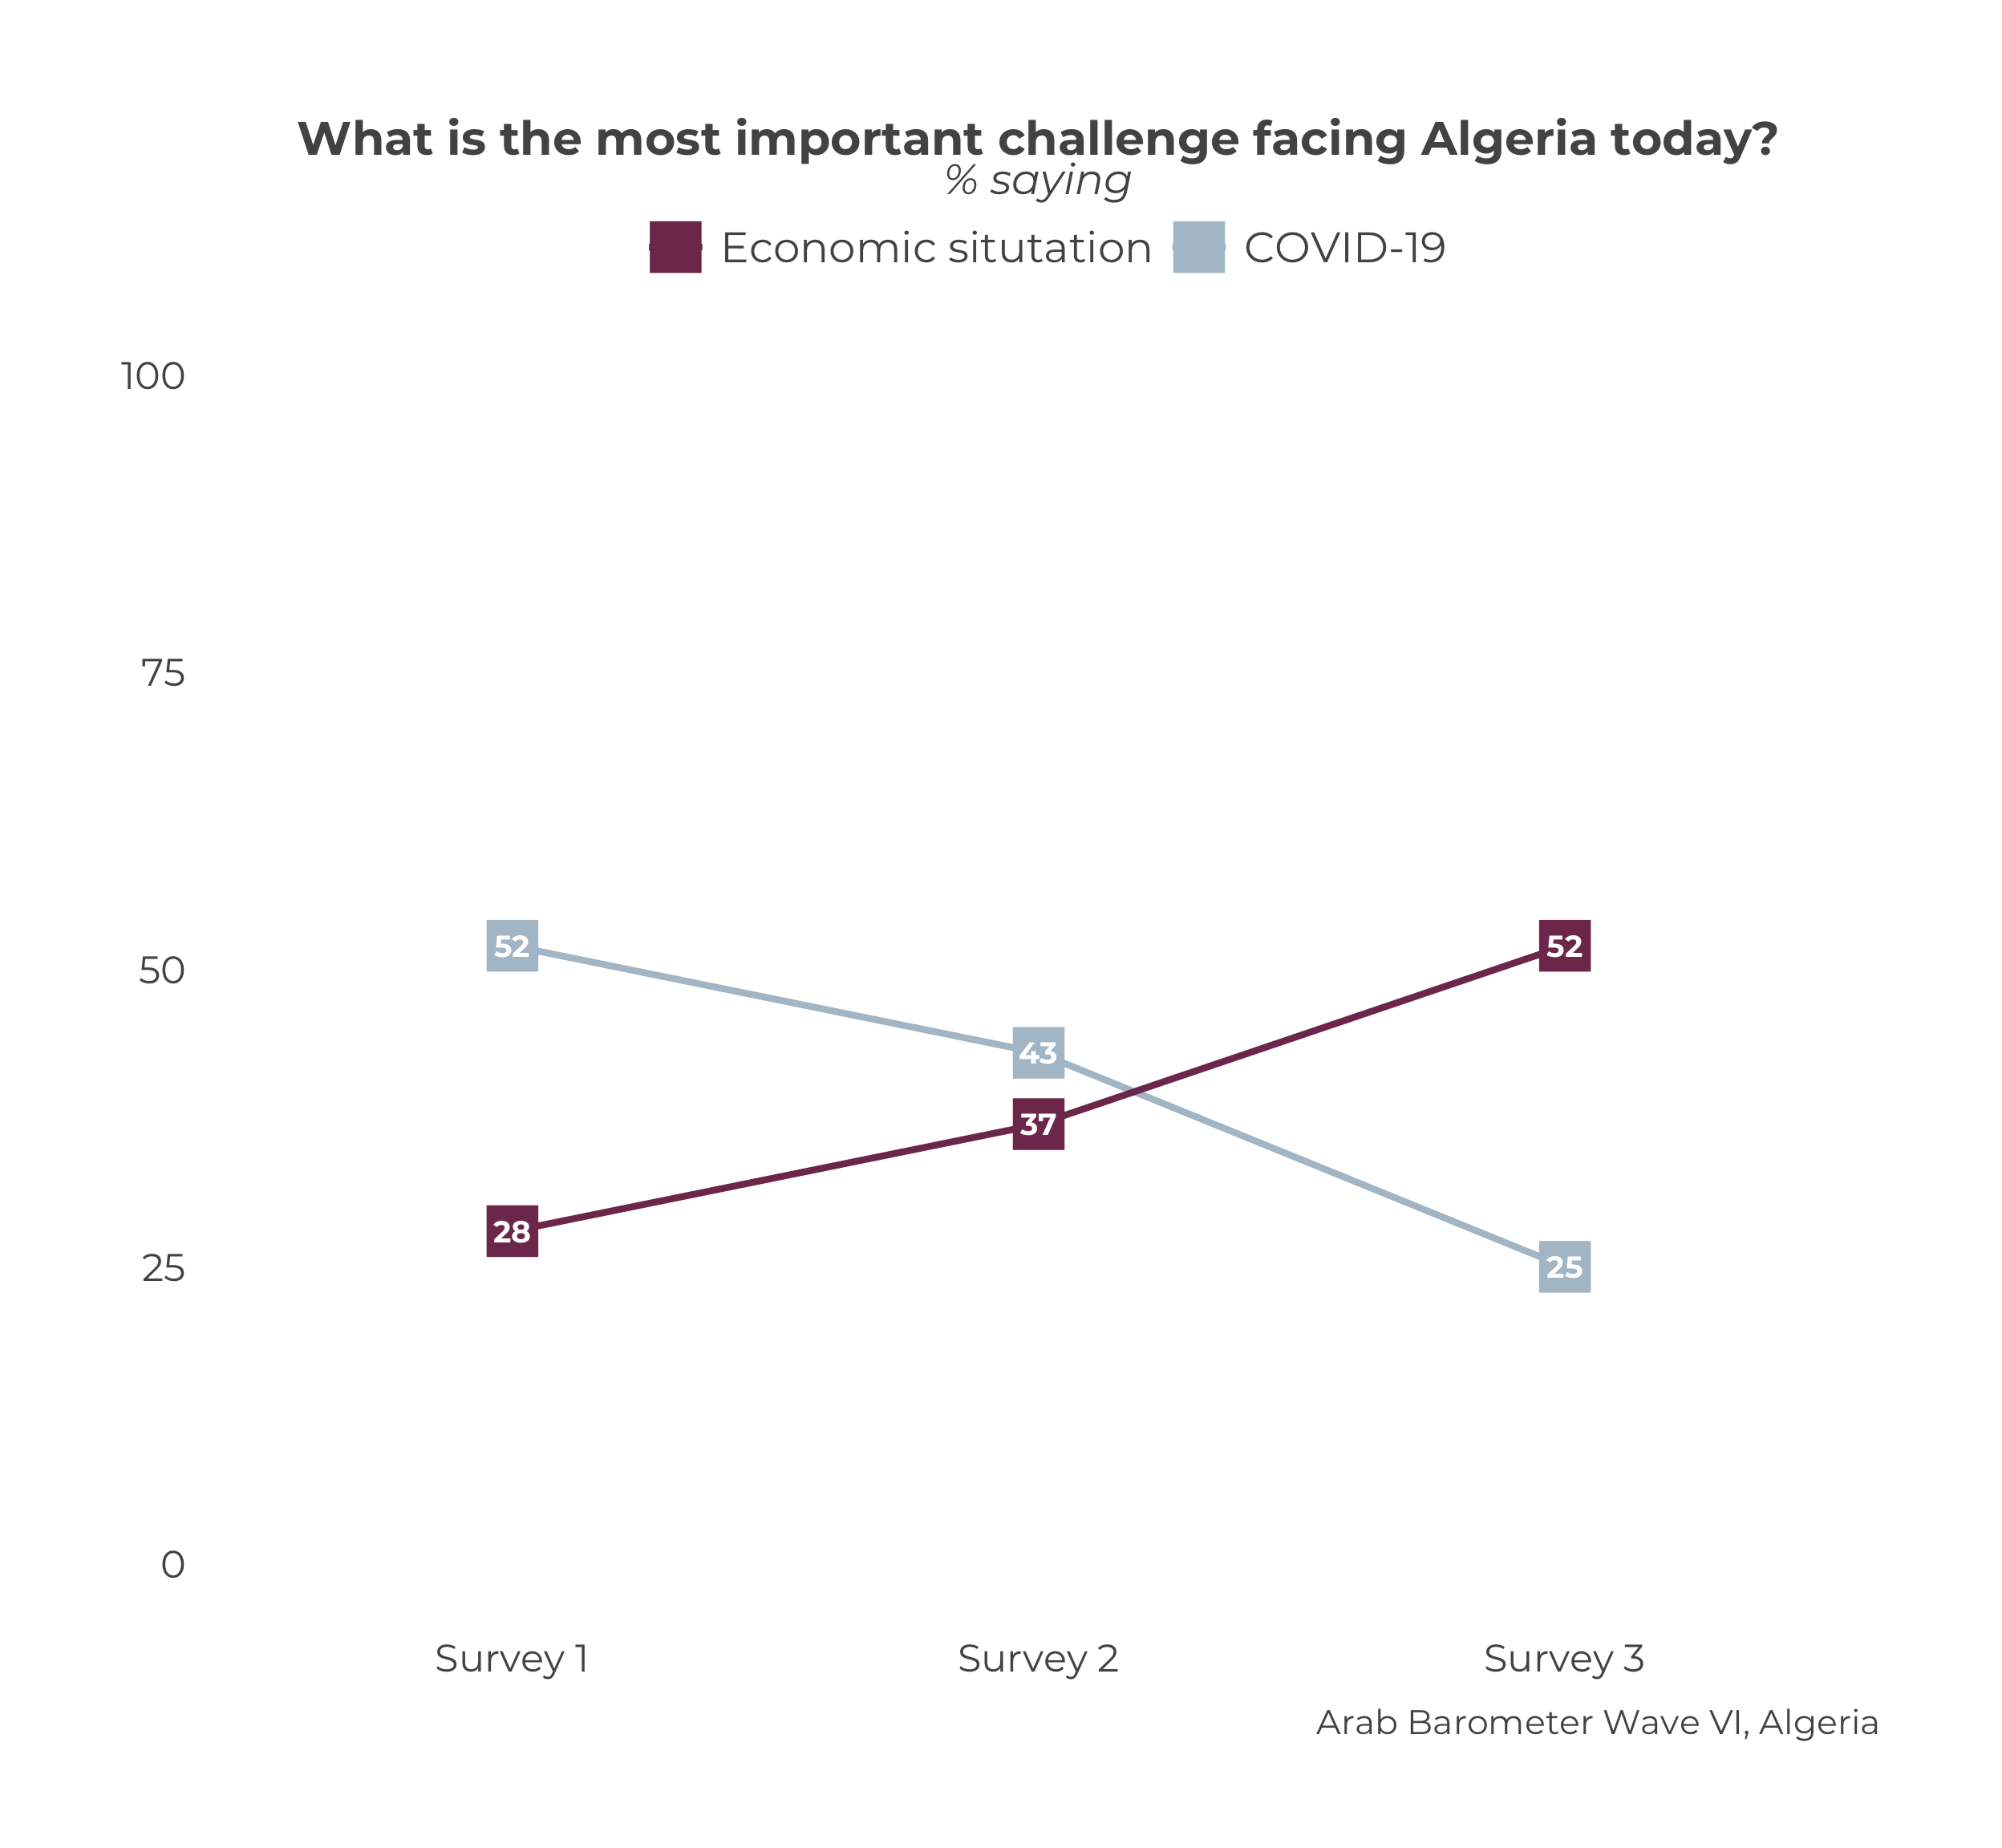 What is the most important challenge facing Algeria today?
% saying
Economic situtation COVID-19
100
75
50
25
0
52
43
25
28
37
52
Survey 1 Survey 2 Survey 3
Arab Barometer Wave VI, Algeria